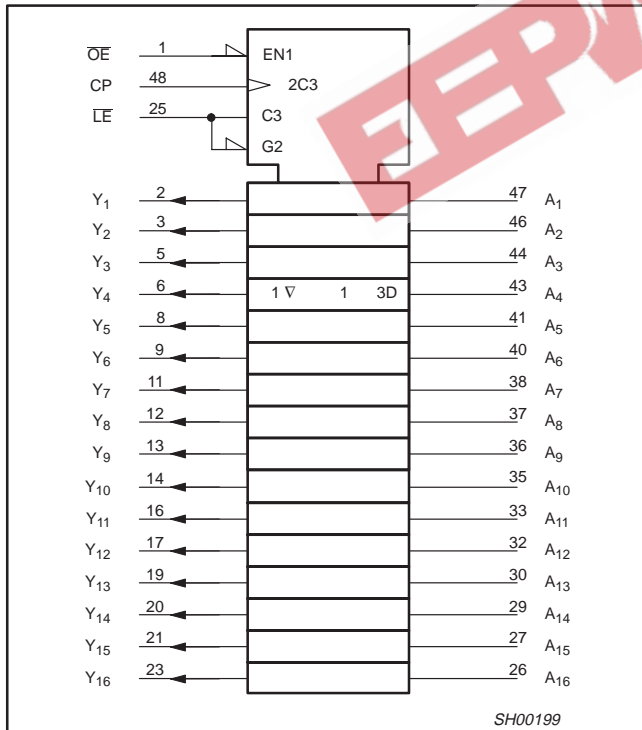 OE 1 EN1
CP 48 2C3
LE 25 C3
G2
EEPW
Y1 2 47 A1
Y2 3 46 A2
Y3 5 44 A3
Y4 6 1 ∇ 1 3D 43 A4
Y5 8 41 A5
Y6 9 40 A6
Y7 11 38 A7
Y8 12 37 A8
Y9 13 36 A9
Y10 14 35 A10
Y11 16 33 A11
Y12 17 32 A12
Y13 19 30 A13
Y14 20 29 A14
Y15 21 27 A15
Y16 23 26 A16
SH00199